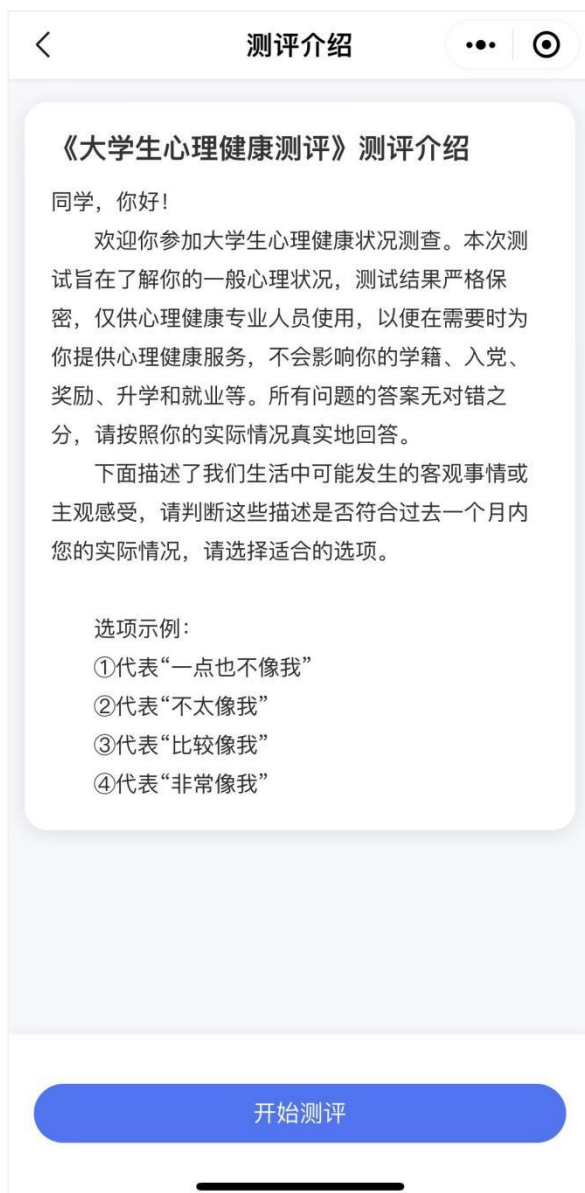 测评介绍
《大学生心理健康测评》测评介绍
同学，你好！
欢迎你参加大学生心理健康状况测查。本次测
试旨在了解你的一般心理状况，测试结果严格保
密，仅供心理健康专业人员使用，以便在需要时为
你提供心理健康服务，不会影响你的学籍、入党、
奖励、升学和就业等。所有问题的答案无对错之
分，请按照你的实际情况真实地回答。
下面描述了我们生活中可能发生的客观事情或
主观感受，请判断这些描述是否符合过去一个月内
您的实际情况，请选择适合的选项。
选项示例：
①代表“一点也不像我”
②代表“不太像我”
③代表“比较像我”
④代表“非常像我”
开始测评